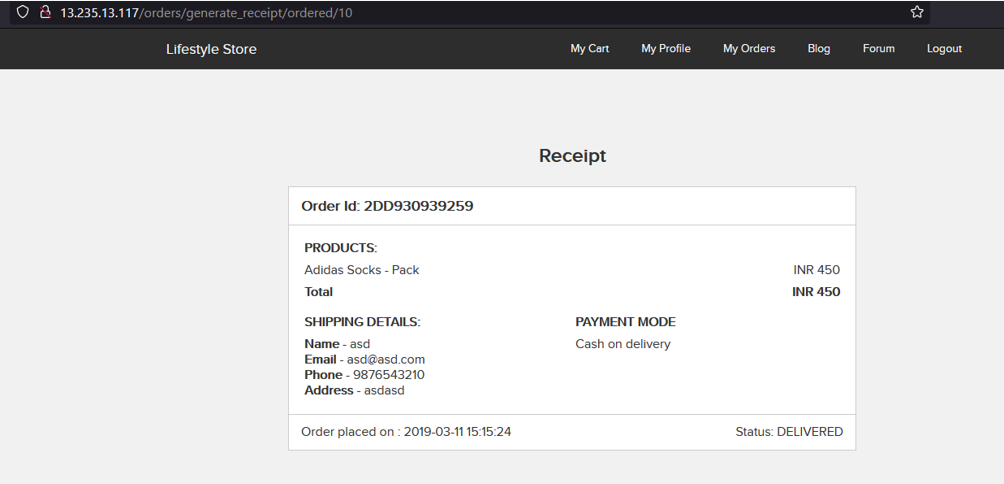 13.235.13.117/orders/generate_receipt/ordered/10
Lifestyle Store My Cart My Profile My Orders Blog Forum Logout
Receipt
Order Id: 2DD930939259
PRODUCTS:
Adidas Socks - Pack INR 450
Total INR 450
SHIPPING DETAILS: PAYMENT MODE
Name - asd Cash on delivery
Email - asd@asd.com
Phone - 9876543210
Address - asdasd
Order placed on : 2019-03-11 15:15:24 Status: DELIVERED